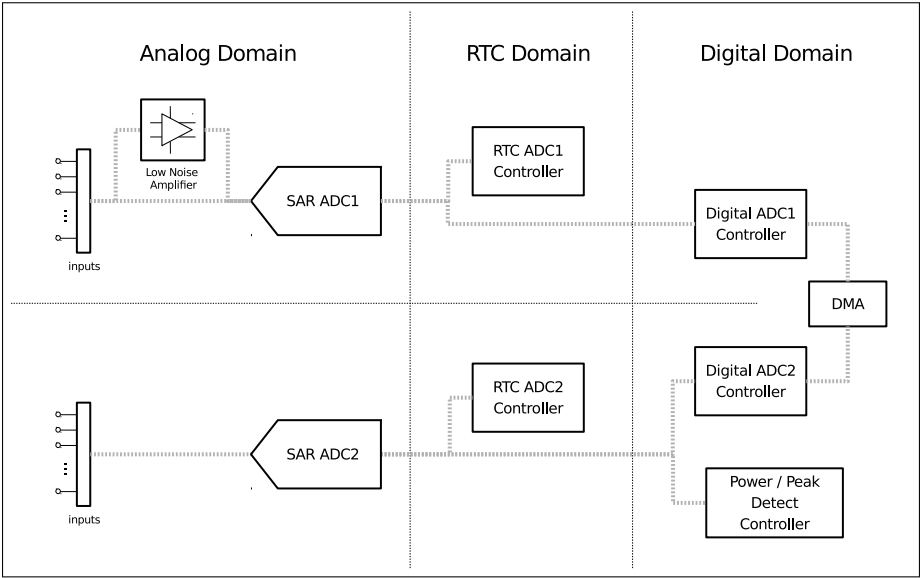 Analog Domain
RTC Domain
Digital Domain
Low Noise
Amplifier
inputs
SAR ADC1
RTC ADC1
Controller
Digital ADC1
Controller
DMA
inputs
SAR ADC2
RTC ADC2
Controller
Digital ADC2
Controller
Power / Peak
Detect
Controller